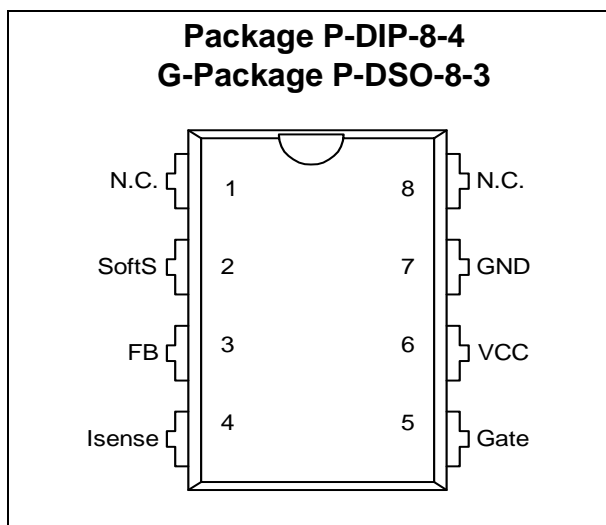 Package P-DIP-8-4
G-Package P-DSO-8-3
N.C. 1 8 N.C.
SoftS 2 7 GND
FB 3 6 VCC
Isense 4 5 Gate